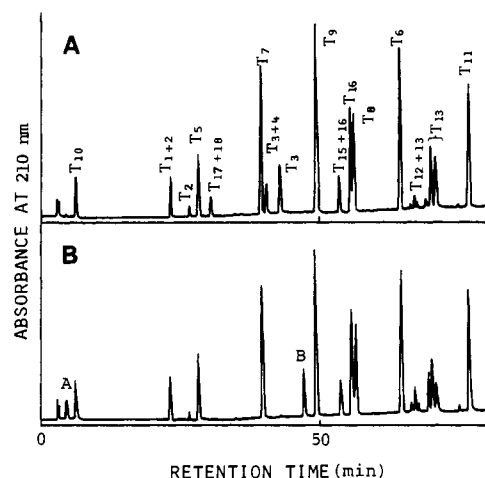 A
T10
T1+2
T2
T5
T17+18
T7
T3+4
T3
T9
T15+16
T16
T8
T6
T12+13
}T13
T11
ABSORBANCE AT 210 nm
B
A
B
0
50
RETENTION TIME (min)